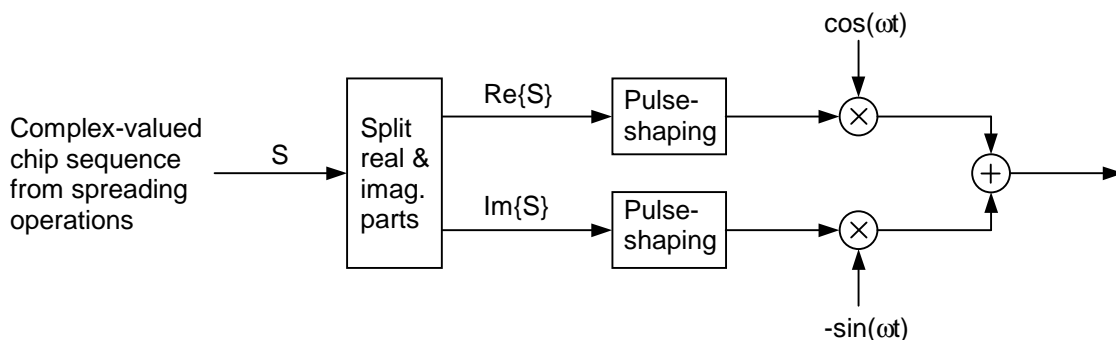 cos(ωt)
Complex-valued
chip sequence
from spreading
operations
S
Split
real &
imag.
parts
Re{S}
Im{S}
Pulse-
shaping
Pulse-
shaping
-sin(ωt)